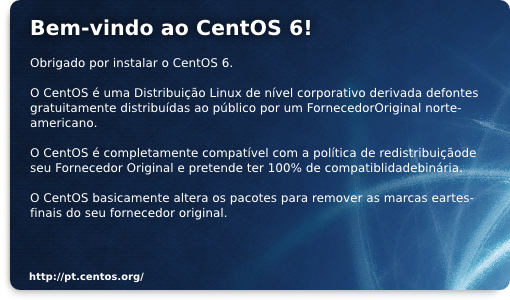 Bem-vindo ao CentOS 6!
Obrigado por instalar o CentOS 6.
O CentOS é uma Distribuição Linux de nível corporativo derivada defontes
gratuitamente distribuídas ao público por um FornecedorOriginal norte-
americano.
O CentOS é completamente compatível com a política de redistribuiçãode
seu Fornecedor Original e pretende ter 100% de compatiblidadebinária.
O CentOS basicamente altera os pacotes para remover as marcas eartes-
finais do seu fornecedor original.
http://pt.centos.org/